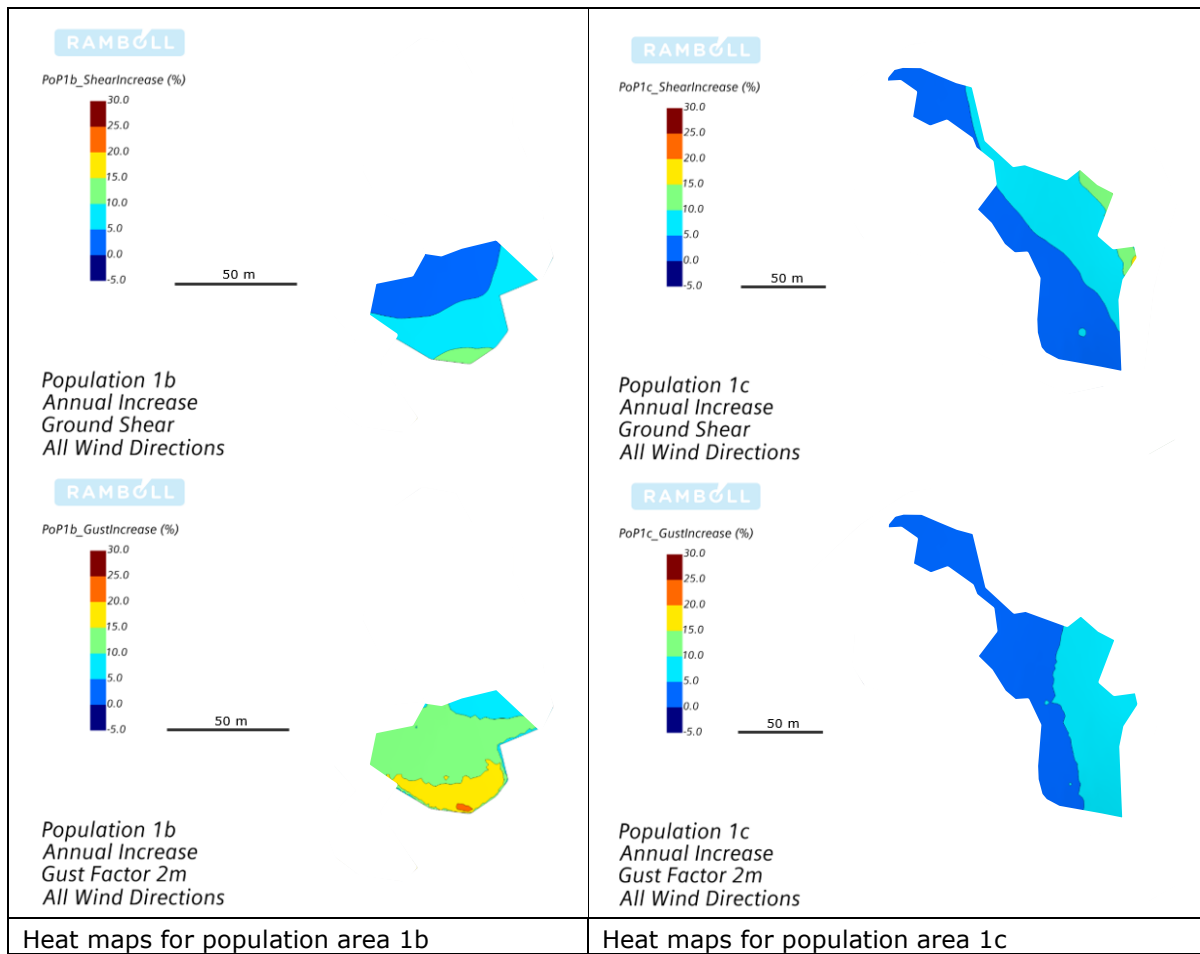 RAMBOLL
PoP1b_ShearIncrease (%)
30.0
25.0
20.0
15.0
10.0
5.0
0.0
-5.0
50 m
Population 1b
Annual Increase
Ground Shear
All Wind Directions
RAMBOLL
PoP1b_GustIncrease (%)
30.0
25.0
20.0
15.0
10.0
5.0
0.0
-5.0
50 m
Population 1b
Annual Increase
Gust Factor 2m
All Wind Directions
RAMBOLL
PoP1c_ShearIncrease (%)
30.0
25.0
20.0
15.0
10.0
5.0
0.0
-5.0
50 m
Population 1c
Annual Increase
Ground Shear
All Wind Directions
RAMBOLL
PoP1c_GustIncrease (%)
30.0
25.0
20.0
15.0
10.0
5.0
0.0
-5.0
50 m
Population 1c
Annual Increase
Gust Factor 2m
All Wind Directions
Heat maps for population area 1b
Heat maps for population area 1c